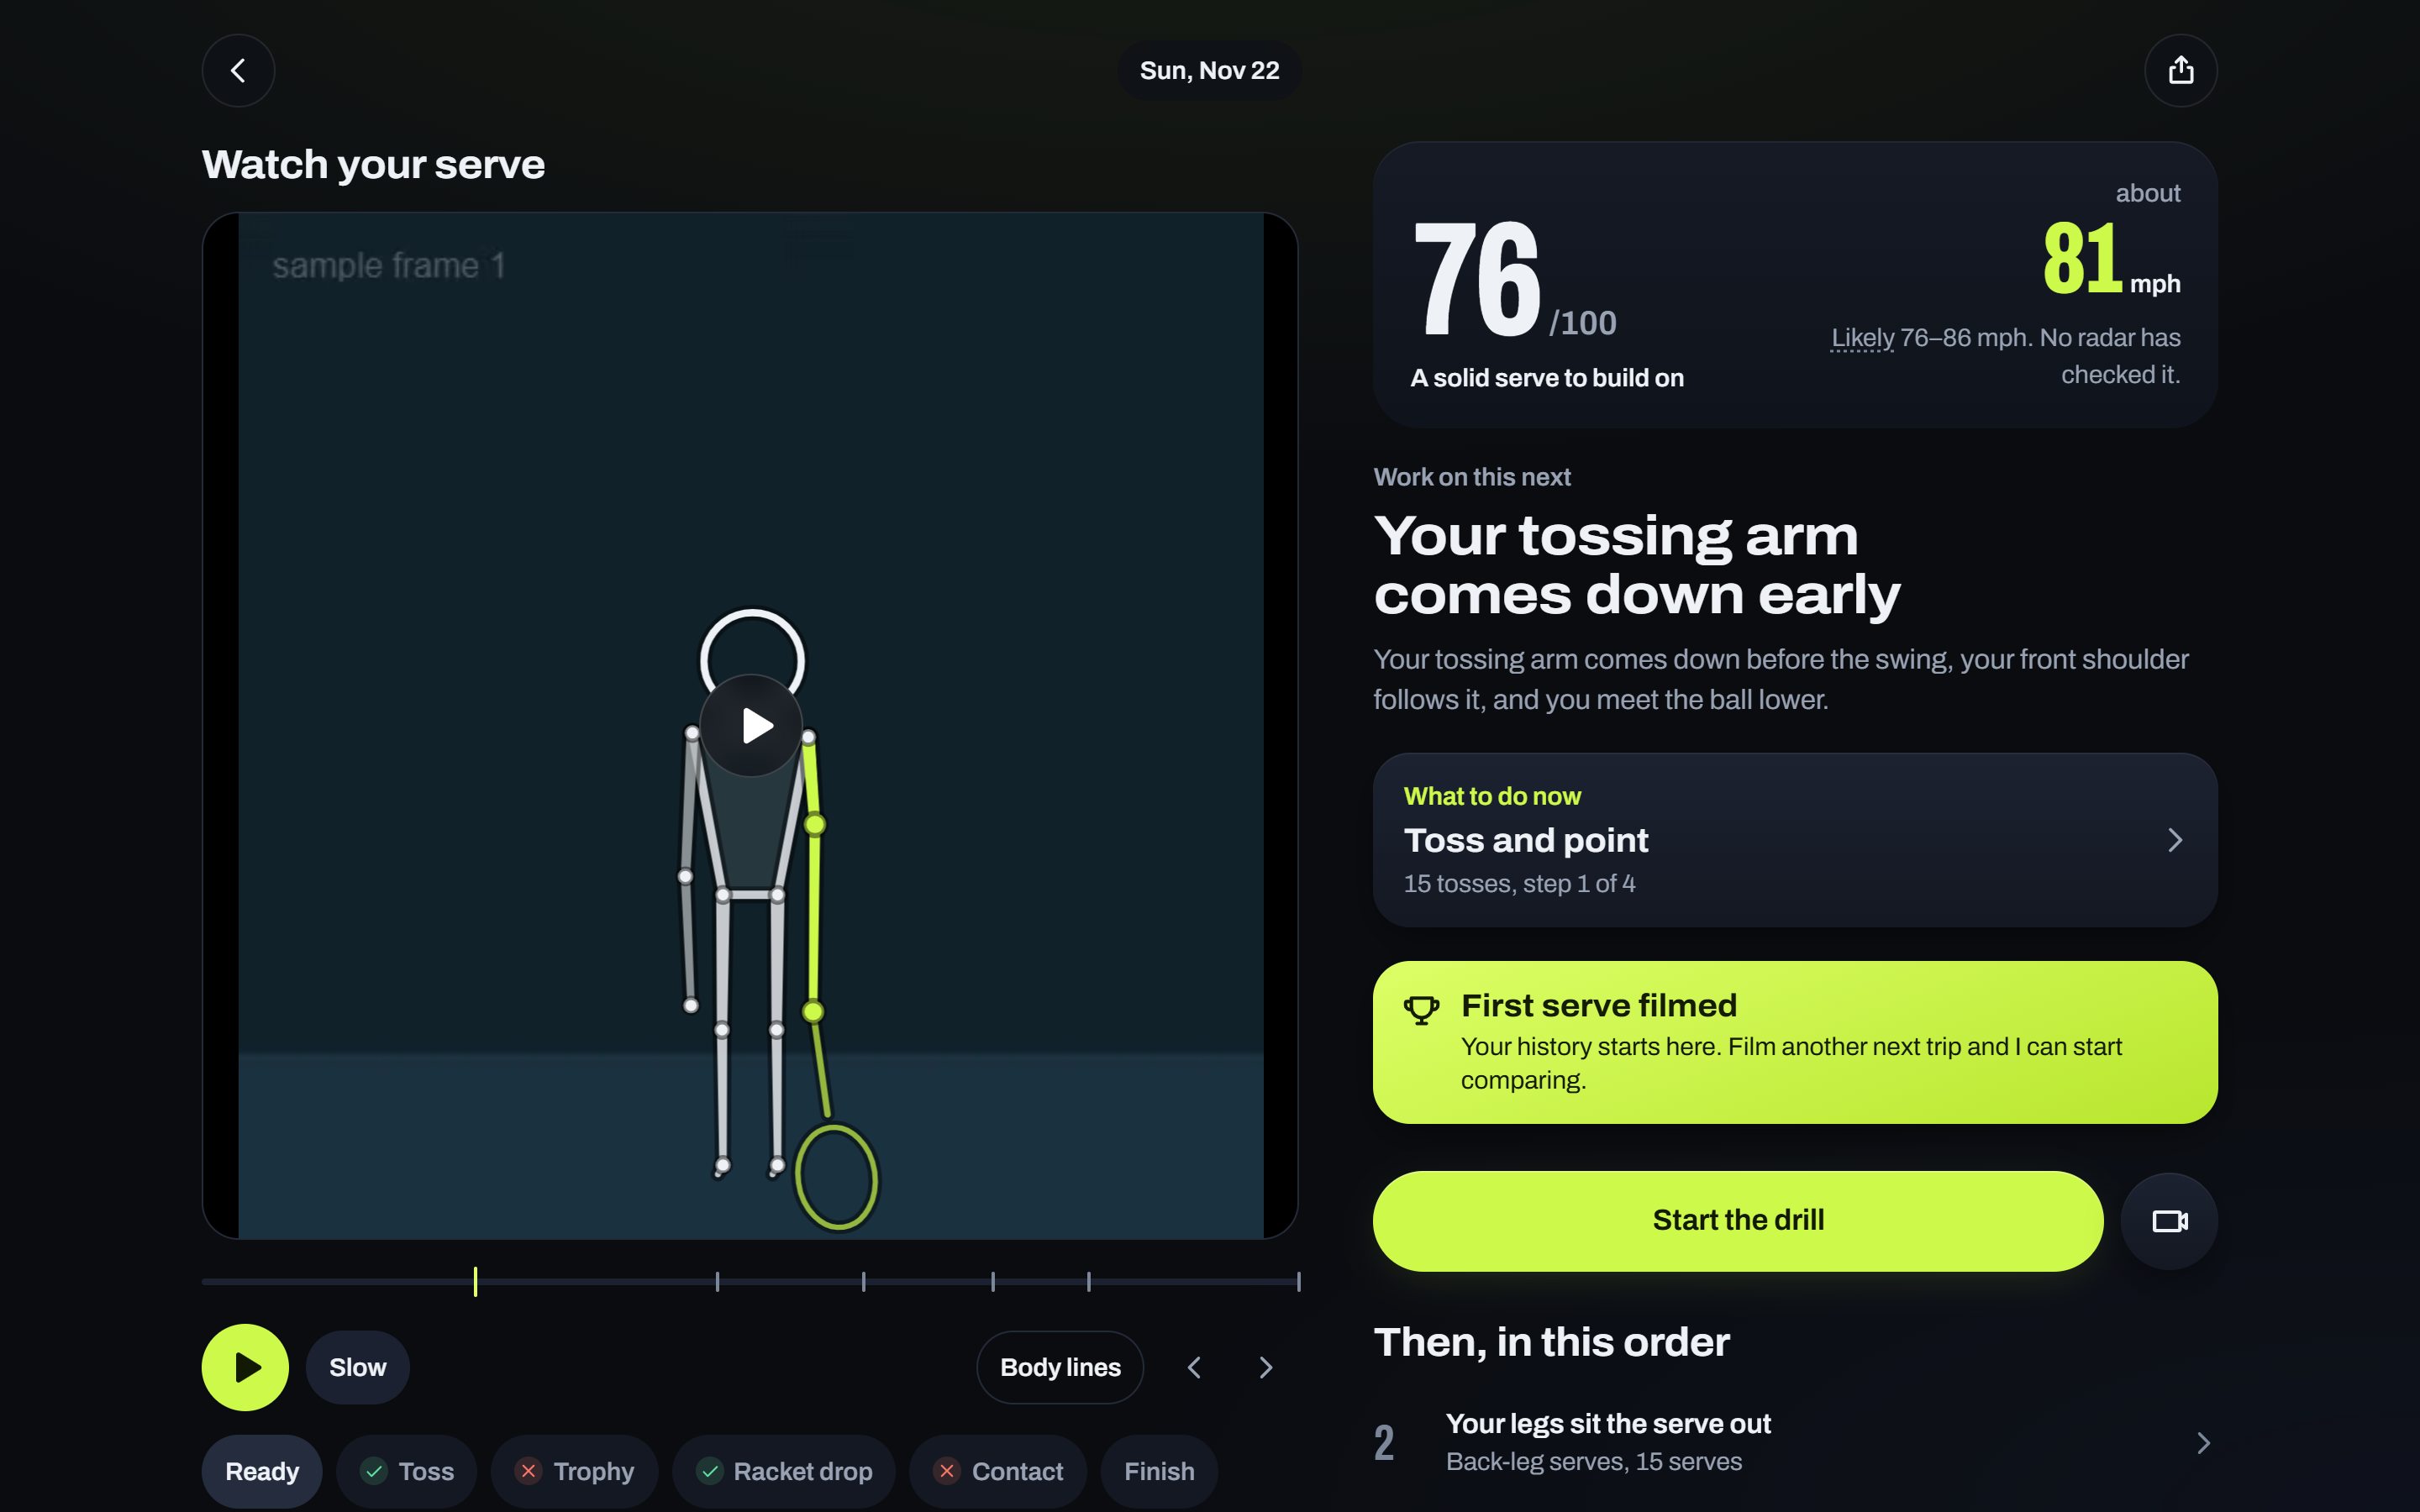 Sun, Nov 22
Watch your serve
sample frame 1
Ready
Toss
Trophy
Racket drop
Contact
Finish
Slow
Body lines
76 /100
A solid serve to build on
about
81 mph
Likely 76–86 mph. No radar has
checked it.
Work on this next
Your tossing arm
comes down early
Your tossing arm comes down before the swing, your front shoulder
follows it, and you meet the ball lower.
What to do now
Toss and point
15 tosses, step 1 of 4
First serve filmed
Your history starts here. Film another next trip and I can start
comparing.
Start the drill
Then, in this order
2
Your legs sit the serve out
Back-leg serves, 15 serves